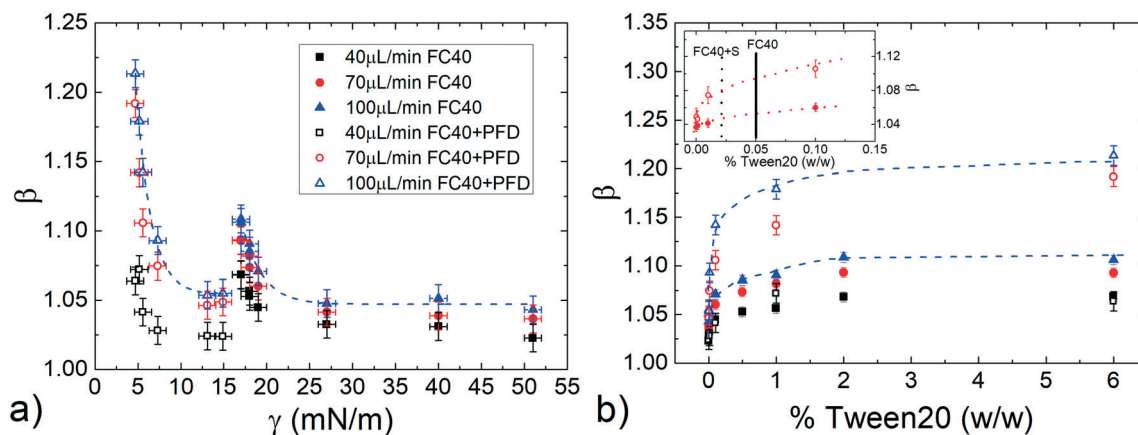 1.25
1.20
1.15
1.10
1.05
1.00
β
0 5 10 15 20 25 30 35 40 45 50 55
γ (mN/m)
a)
40μL/min FC40
70μL/min FC40
100μL/min FC40
40μL/min FC40+PFD
70μL/min FC40+PFD
100μL/min FC40+PFD
1.35
1.30
1.25
1.20
1.15
1.10
1.05
1.00
β
0 1 2 3 4 5 6
% Tween20 (w/w)
b)
FC40+S FC40
1.12
1.08
1.04
β
0.00 0.05 0.10 0.15
% Tween20 (w/w)